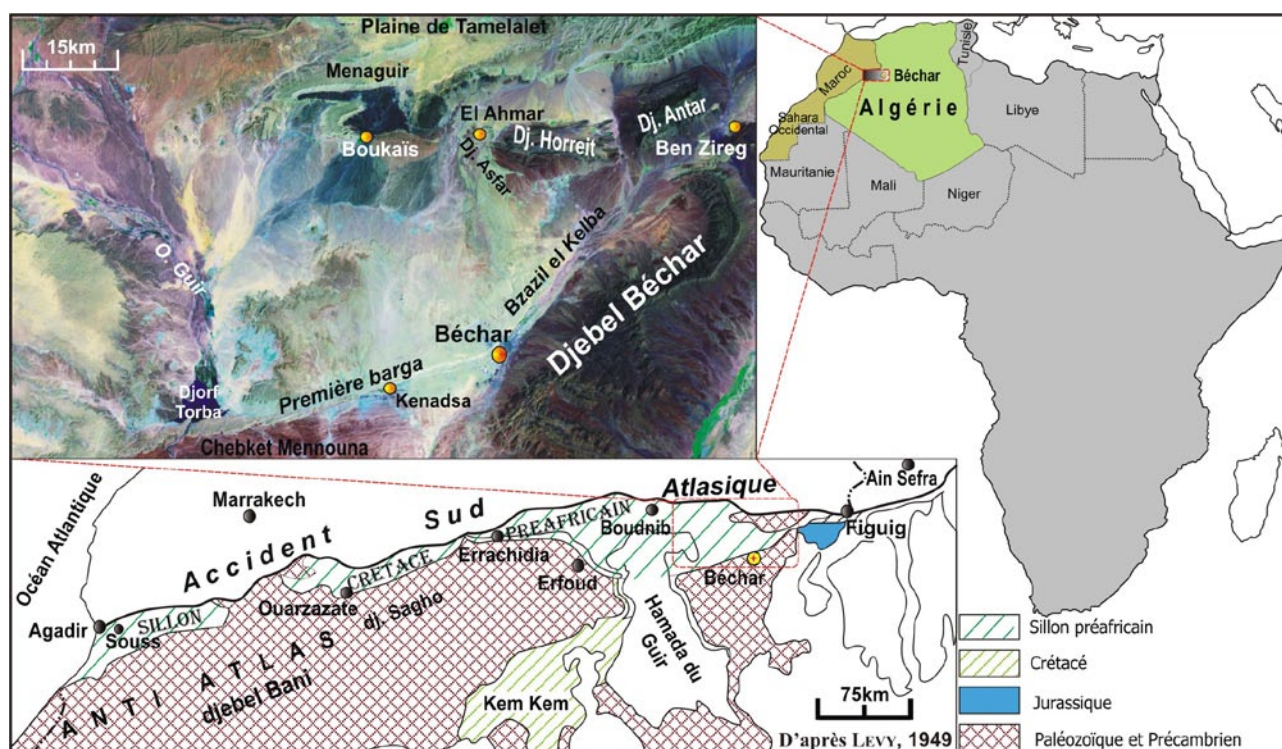 15km
Plaine de Tamelalet
Menaguir
El Ahmar
Dj. Antar
Boukaïs
Dj. Horreit
Dj. Asfar
Ben Zireg
O. Guir
Bzazil el Kelba
Djebel Béchar
Béchar
Première barga
Kenadsa
Djorf
Torba
Chebket Mennouna
Tunisie
Maroc
Béchar
Algérie
Libye
Sahara
Occidental
Mauritanie
Mali
Niger
Océan Atlantique
Marrakech
Accident Sud Atlasique
Ain Sefra
Boudnib
Figuig
SILLON CRETACE PREAFRICAIN
Errachidia
Erfoud
Béchar
Ouarzazate
dj. Sagho
Agadir
Souss
Hamada du
Guir
ANTI ATLAS
djebel Bani
Kem Kem
75km
D'après LEVY, 1949
Sillon préafricain
Crétacé
Jurassique
Paléozoïque et Précambrien